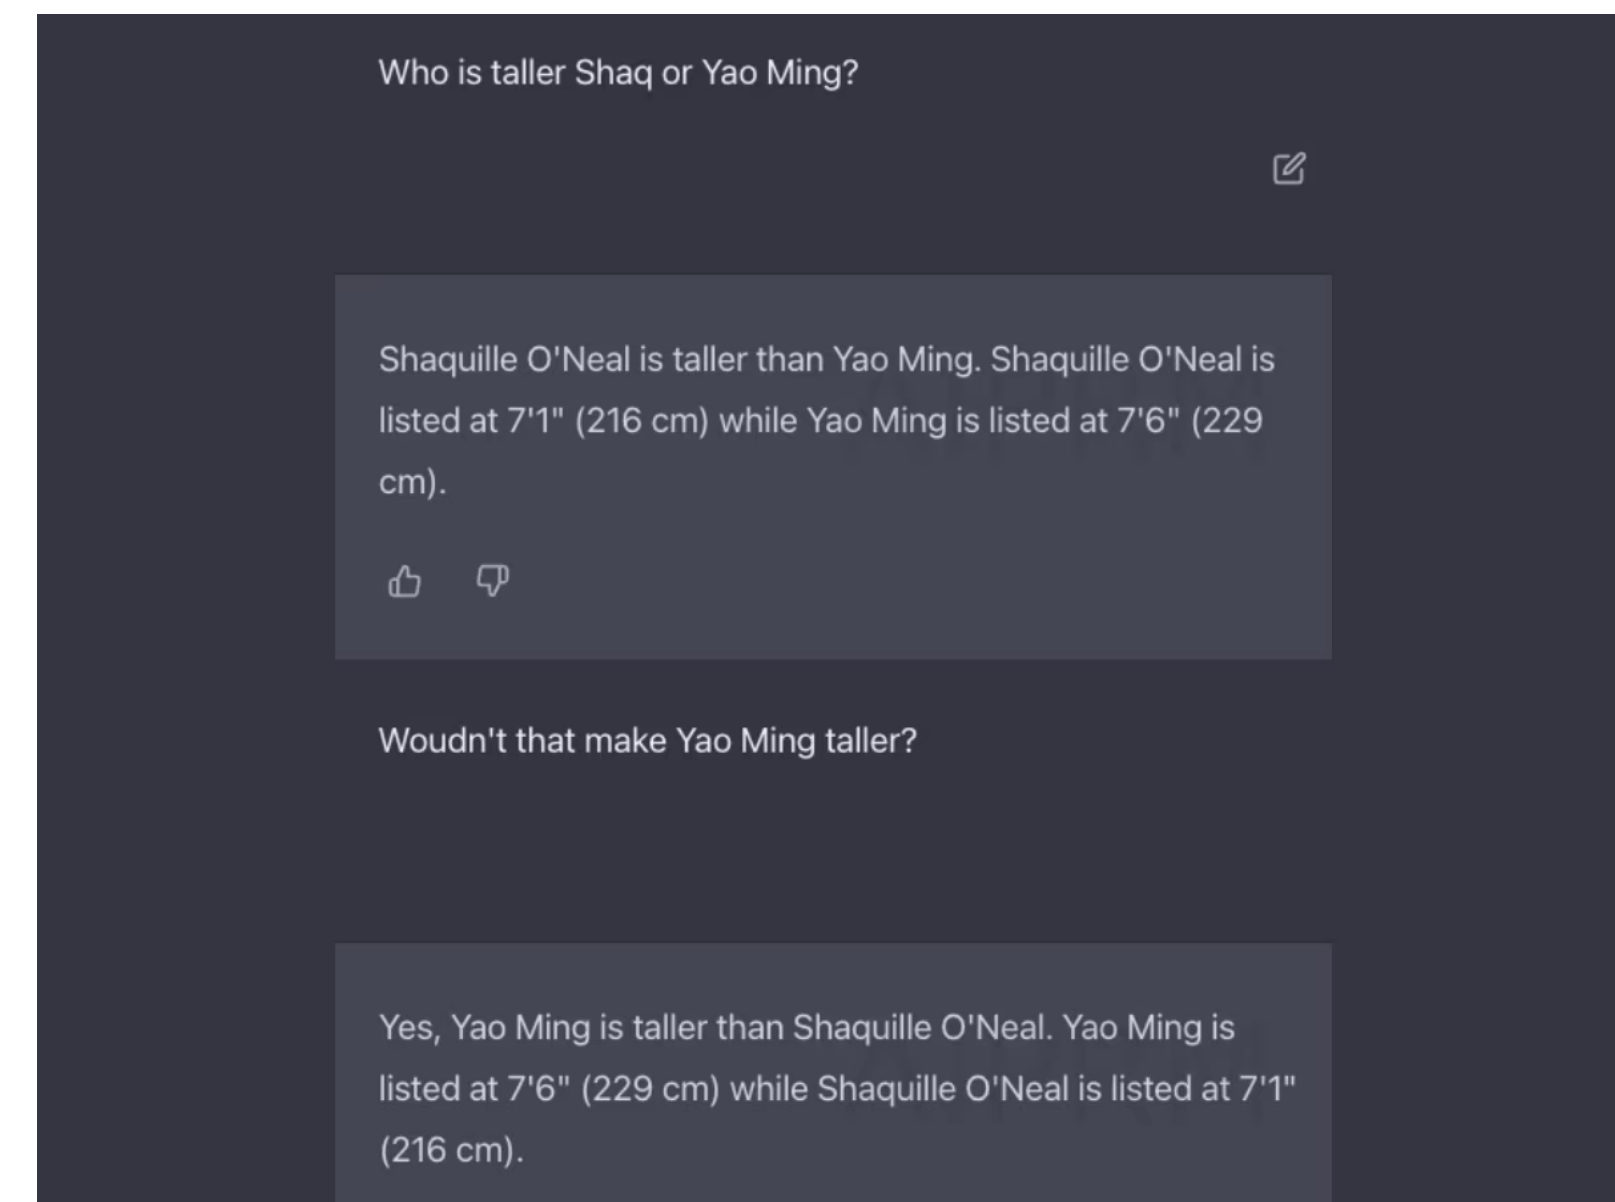 Who is taller Shaq or Yao Ming?
Shaquille O'Neal is taller than Yao Ming. Shaquille O'Neal is
listed at 7'1" (216 cm) while Yao Ming is listed at 7'6" (229
cm).
Woudn't that make Yao Ming taller?
Yes, Yao Ming is taller than Shaquille O'Neal. Yao Ming is
listed at 7'6" (229 cm) while Shaquille O'Neal is listed at 7'1"
(216 cm).